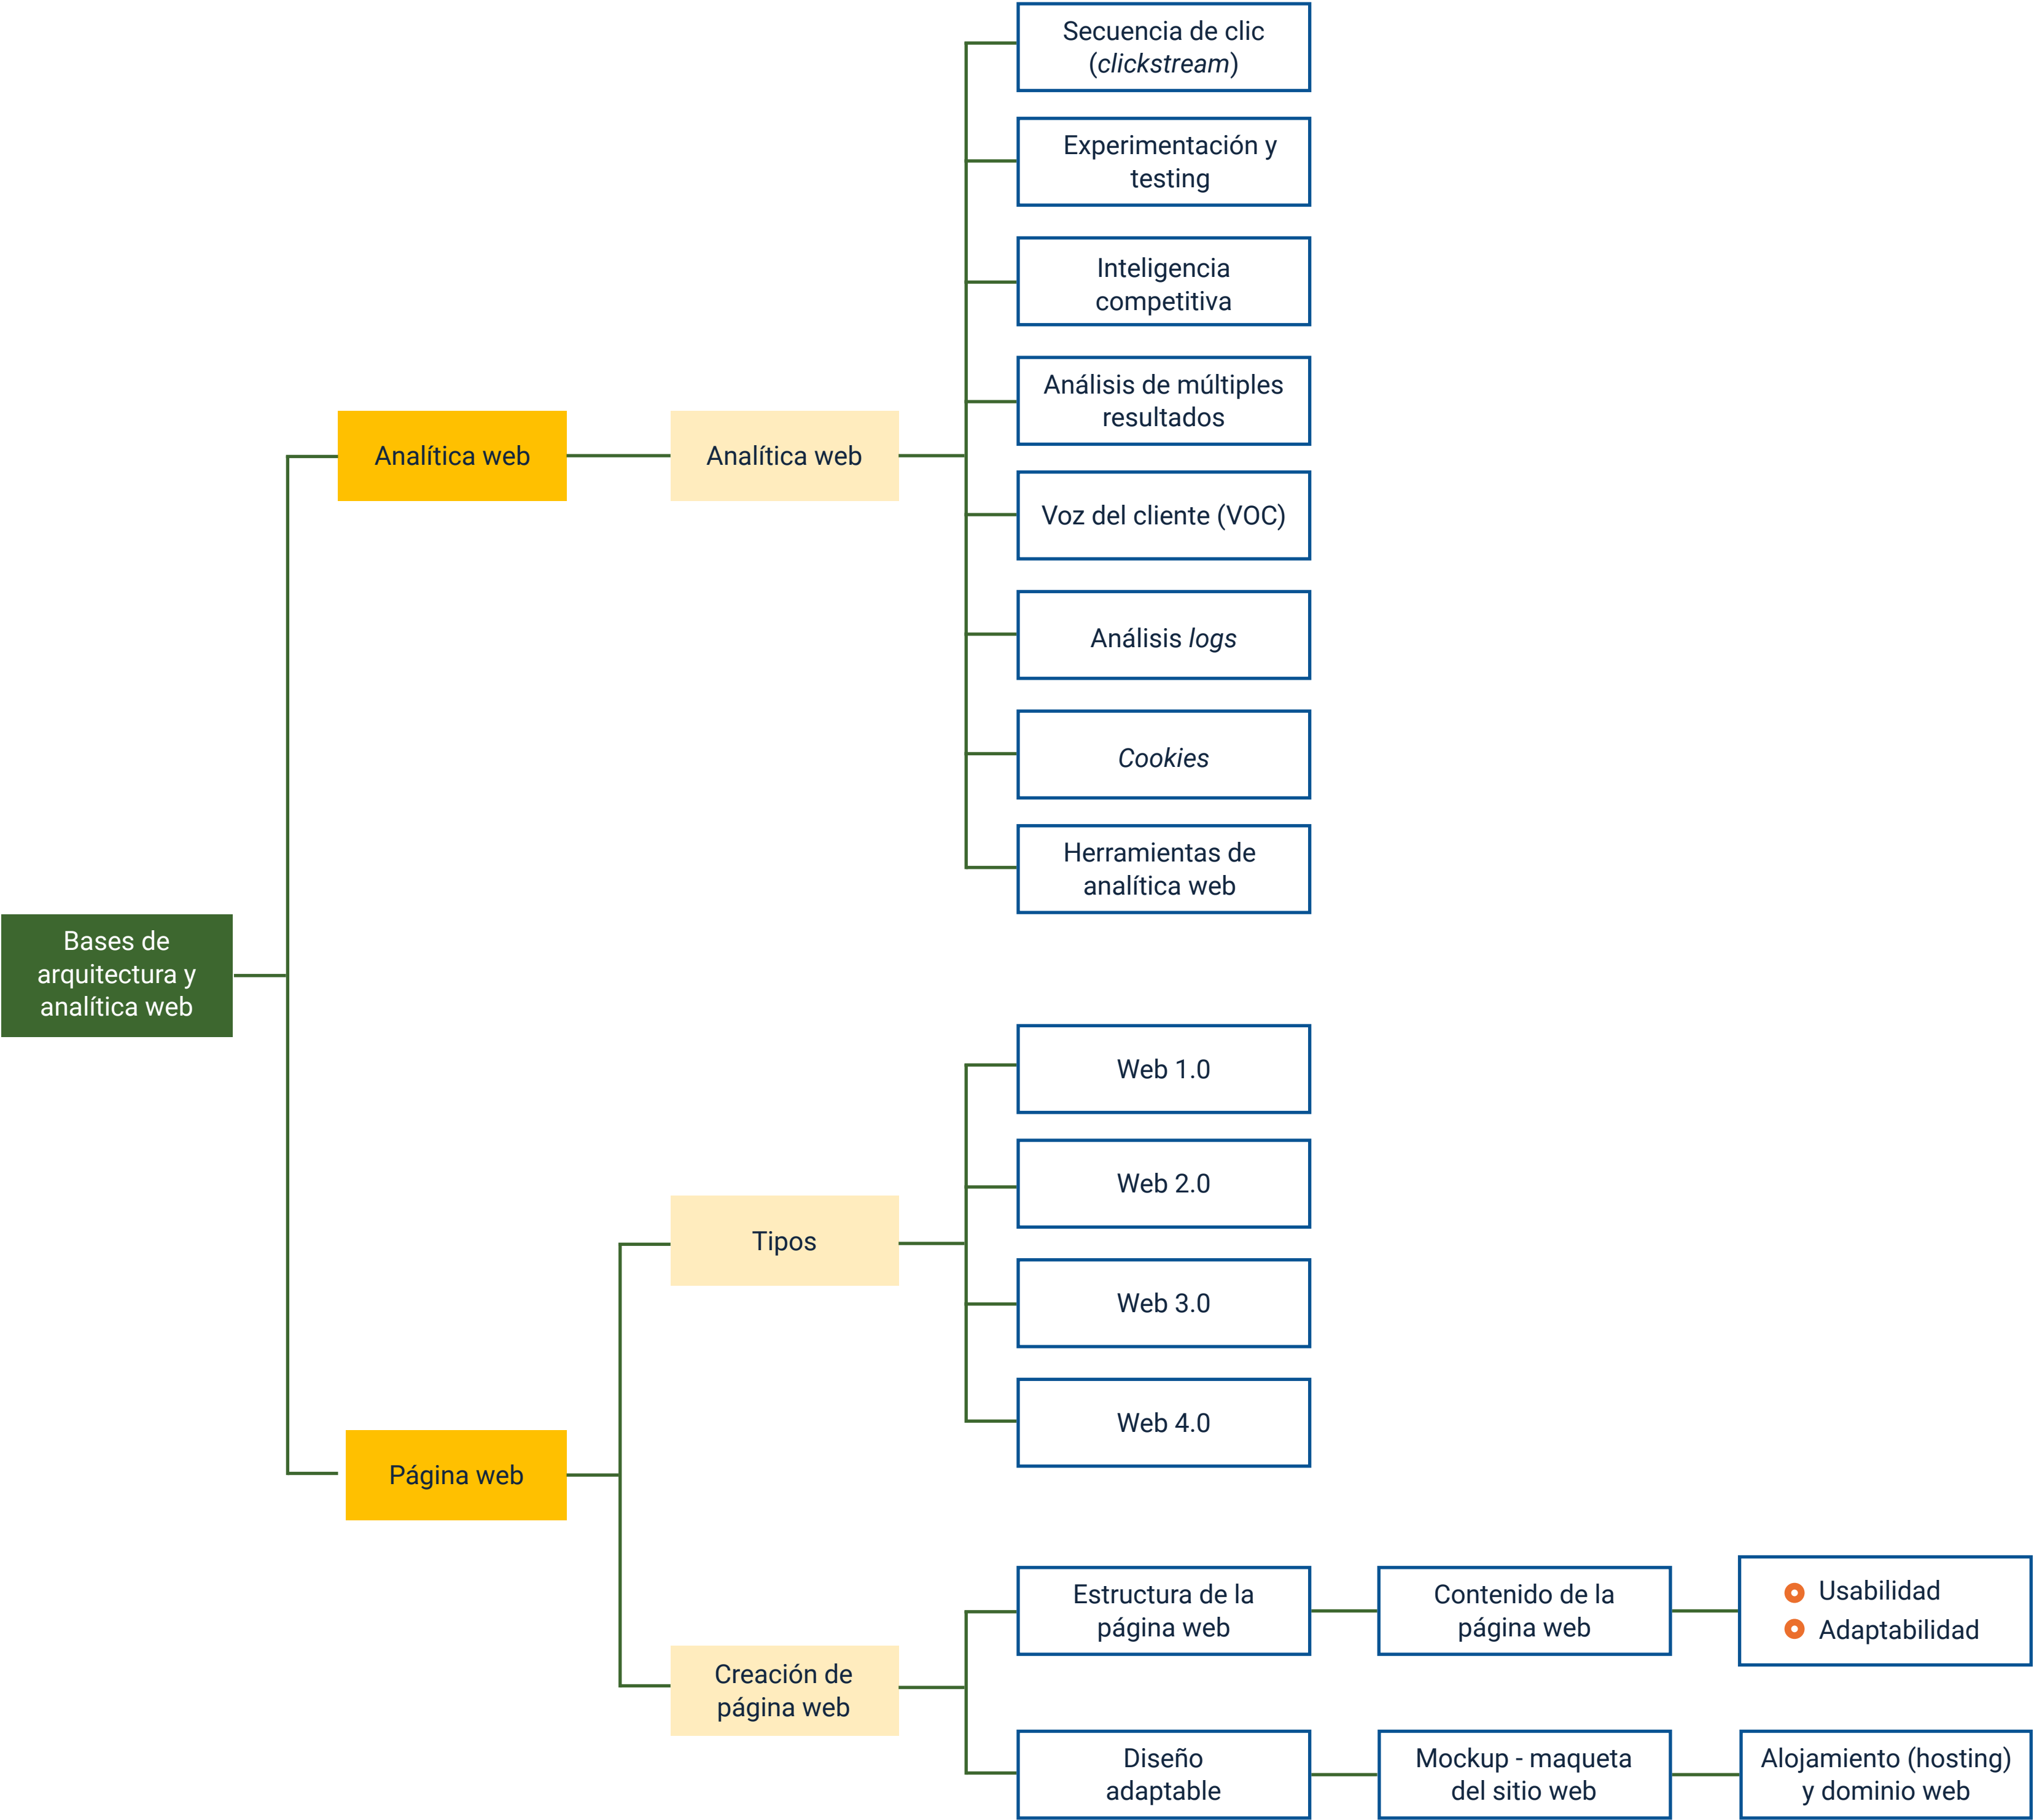 Bases de
arquitectura y
analítica web
Analítica web
Analítica web
Secuencia de clic
(clickstream)
Experimentación y
testing
Inteligencia
competitiva
Análisis de múltiples
resultados
Voz del cliente (VOC)
Análisis logs
Cookies
Herramientas de
analítica web
Página web
Tipos
Web 1.0
Web 2.0
Web 3.0
Web 4.0
Creación de
página web
Estructura de la
página web
Contenido de la
página web
Usabilidad
Adaptabilidad
Diseño
adaptable
Mockup - maqueta
del sitio web
Alojamiento (hosting)
y dominio web